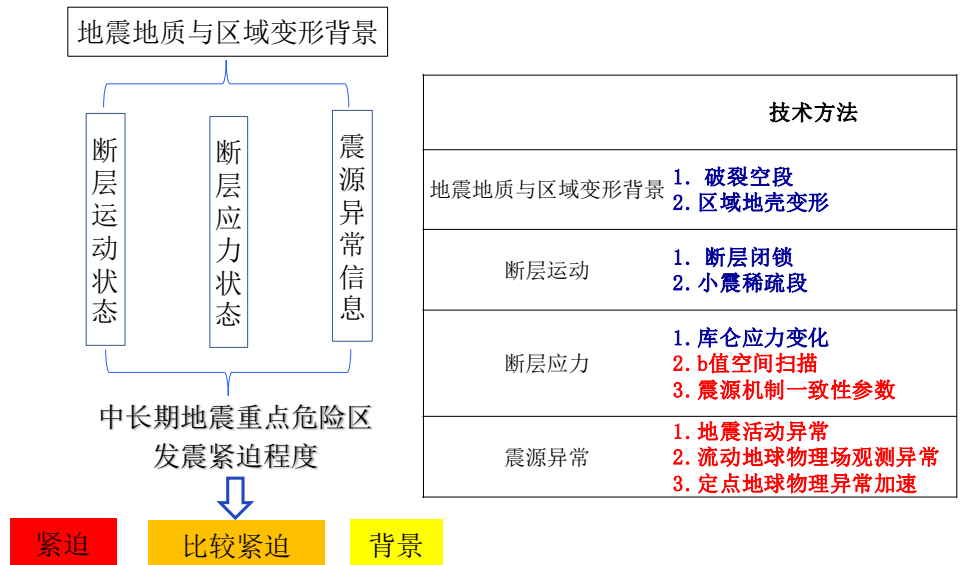 地震地质与区域变形背景
断层运动状态
断层应力状态
震源异常信息
中长期地震重点危险区
发震紧迫程度
紧迫
比较紧迫
背景
技术方法
地震地质与区域变形背景
1. 破裂空段
2.区域地壳变形
断层运动
1. 断层闭锁
2.小震稀疏段
断层应力
1.库仑应力变化
2.b值空间扫描
3.震源机制一致性参数
震源异常
1.地震活动异常
2.流动地球物理场观测异常
3.定点地球物理异常加速